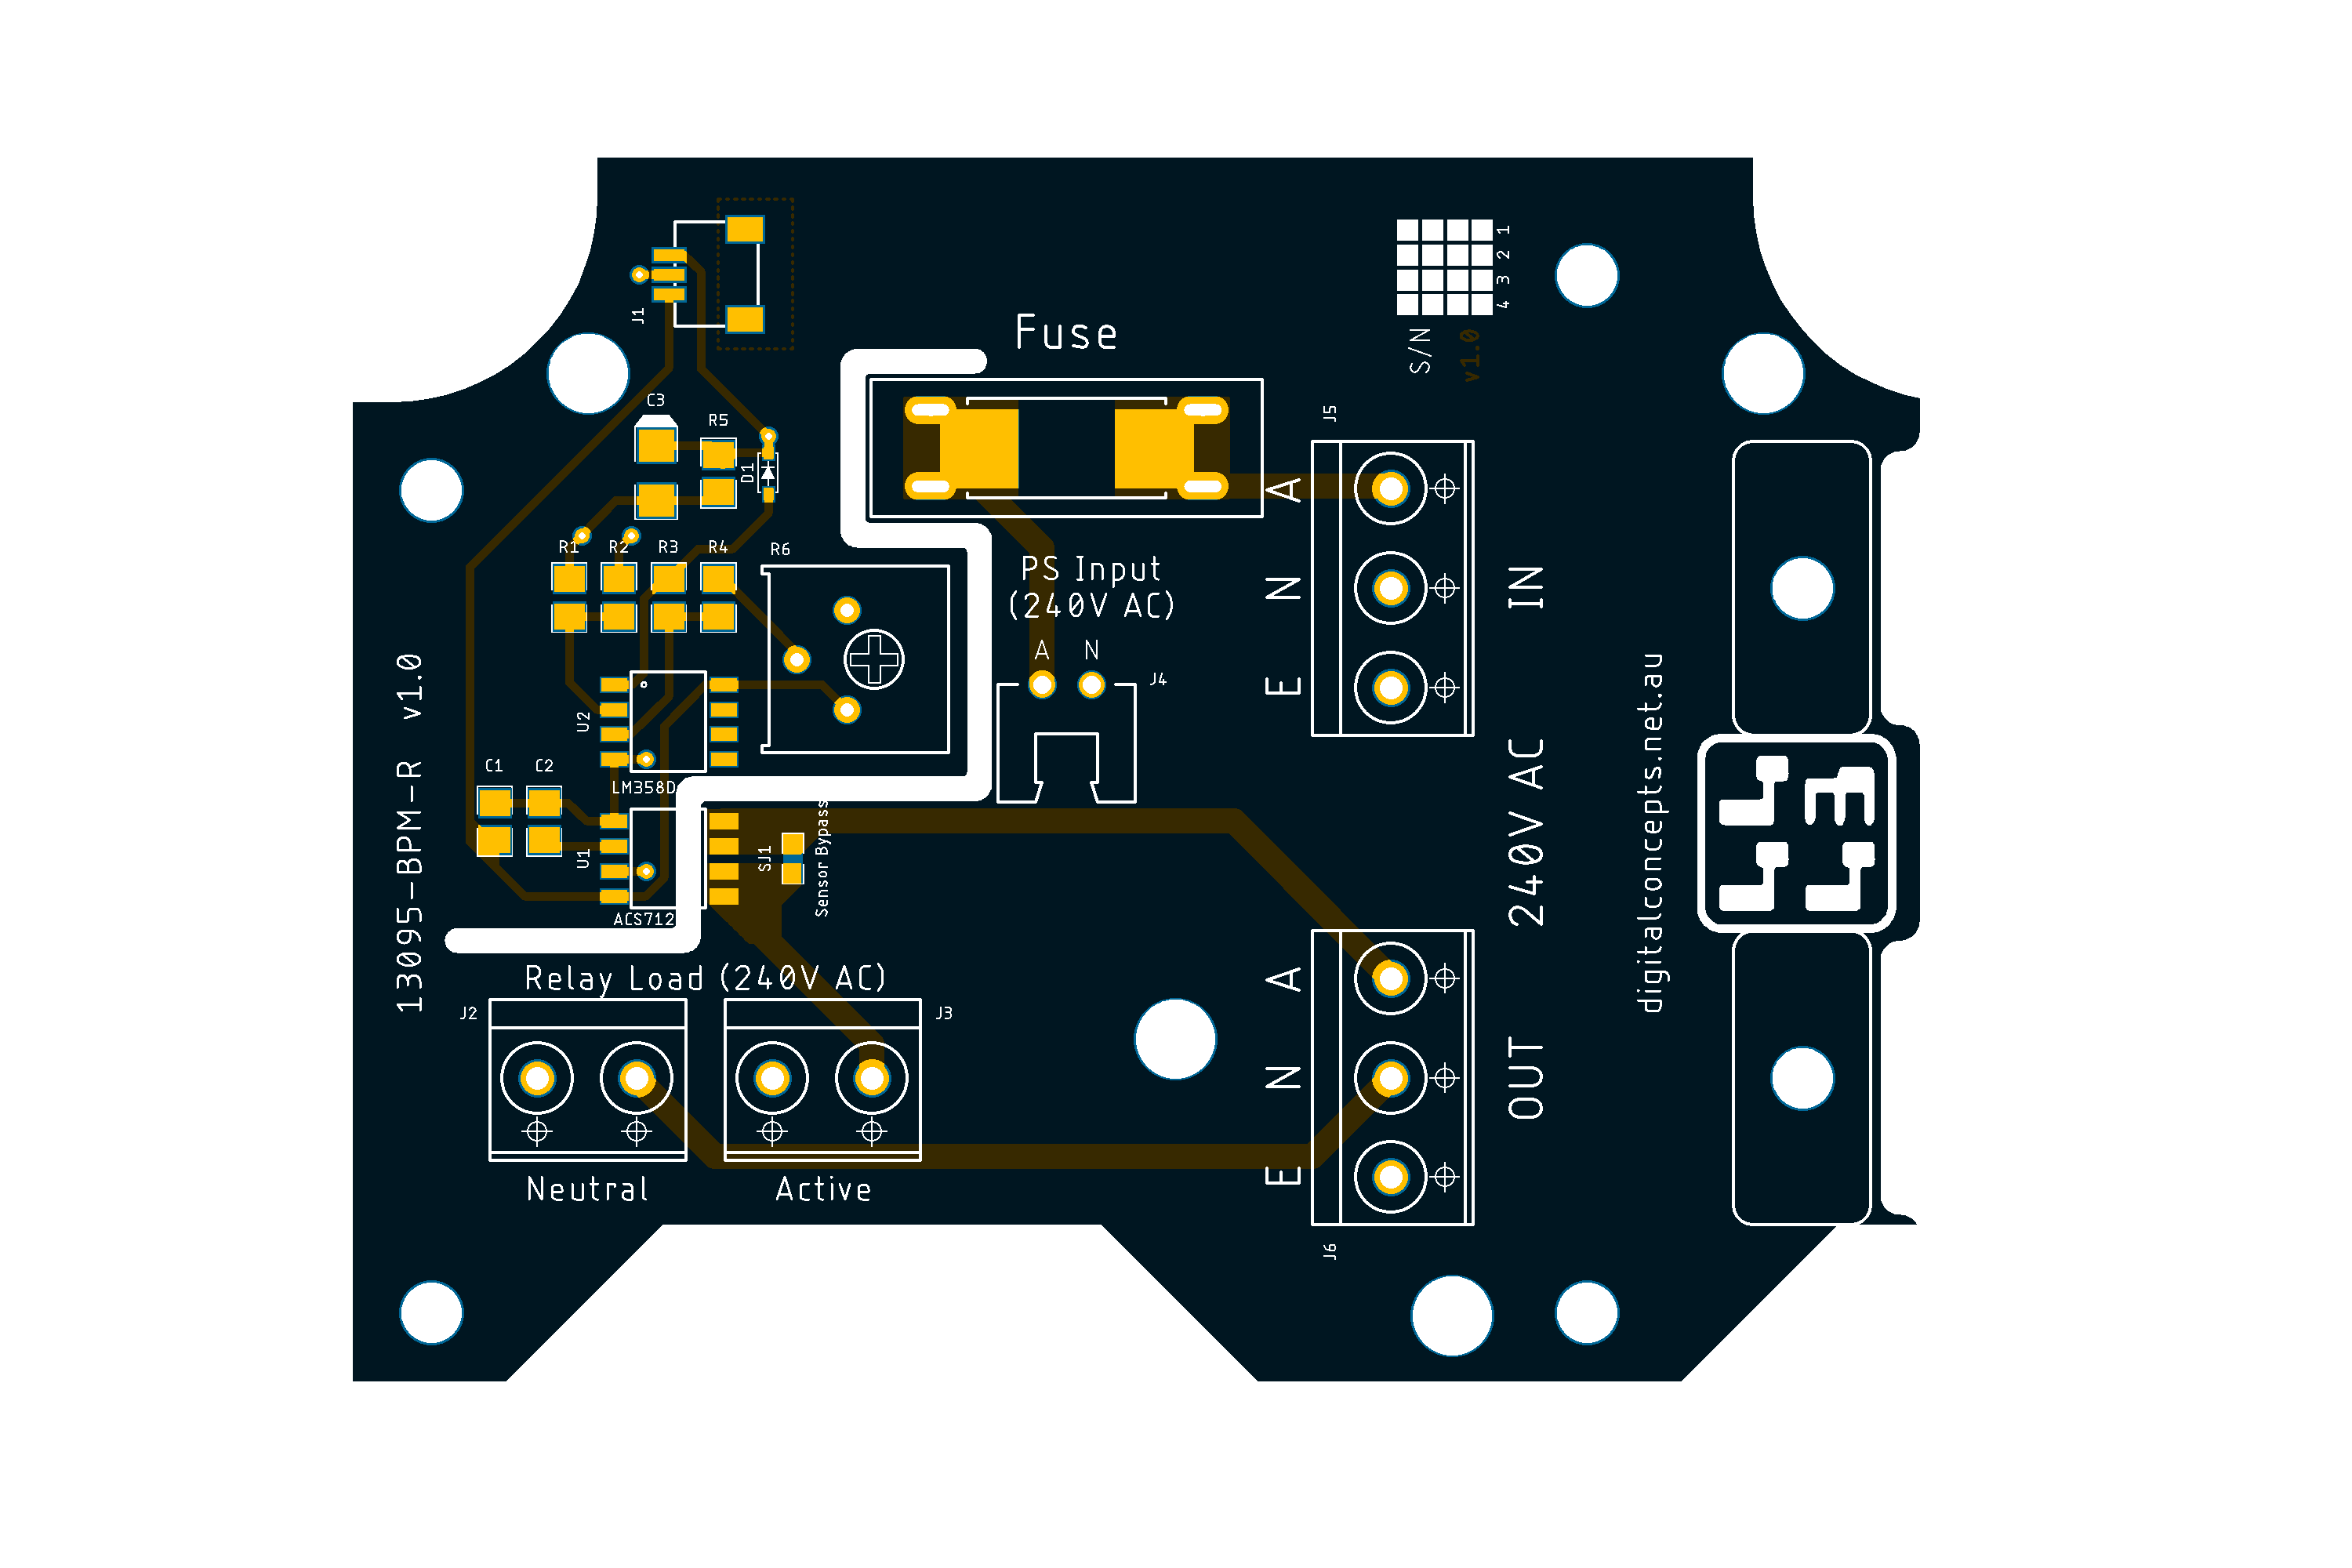 1
2
3
4
S/N
v1.0
J1
Fuse
C3
R5
D1
J5
R1
R2
R3
R4
R6
PS Input
(240V AC)
A
N
J4
A
N
E
IN
U2
LM358D
C1
C2
U1
ACS712
SJ1
Sensor Bypass
13095-BPM-R v1.0
240V AC
digitalconcepts.net.au
Relay Load (240V AC)
J2
J3
Neutral
Active
A
N
E
OUT
J6